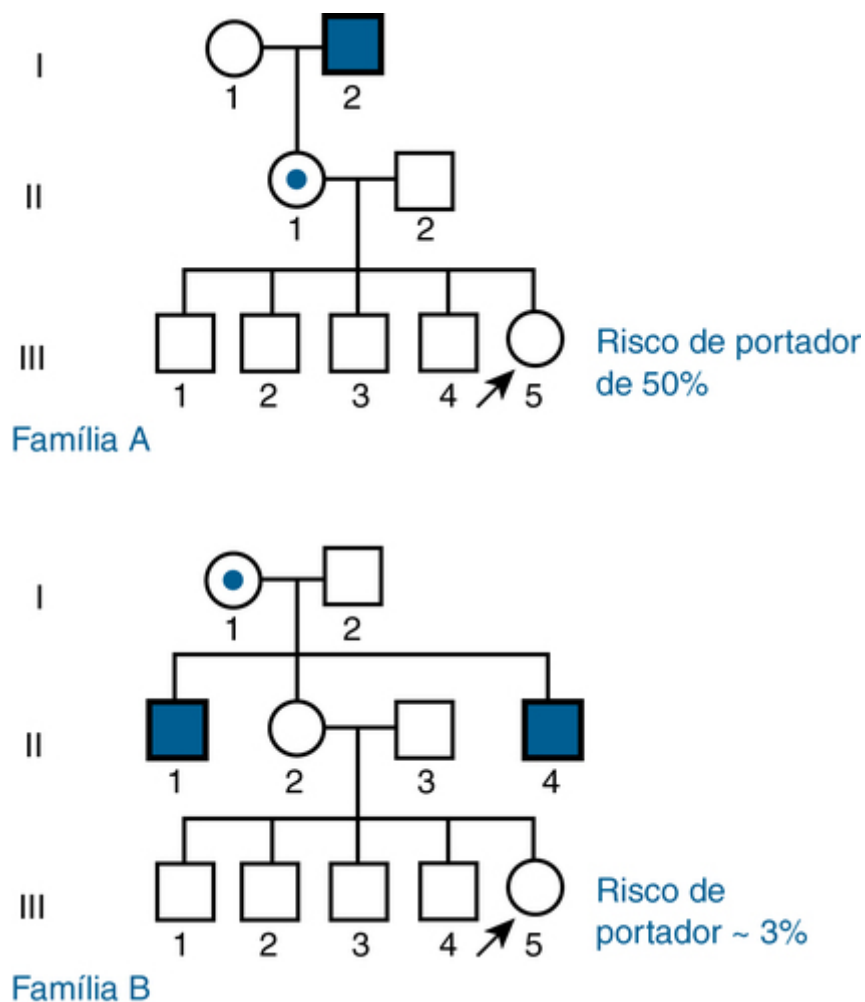 I
1 2
II
1 2
III
1 2 3 4 5
Risco de portador
de 50%
Família A
I
1 2
II
1 2 3 4
III
1 2 3 4 5
Risco de
portador ~ 3%
Família B